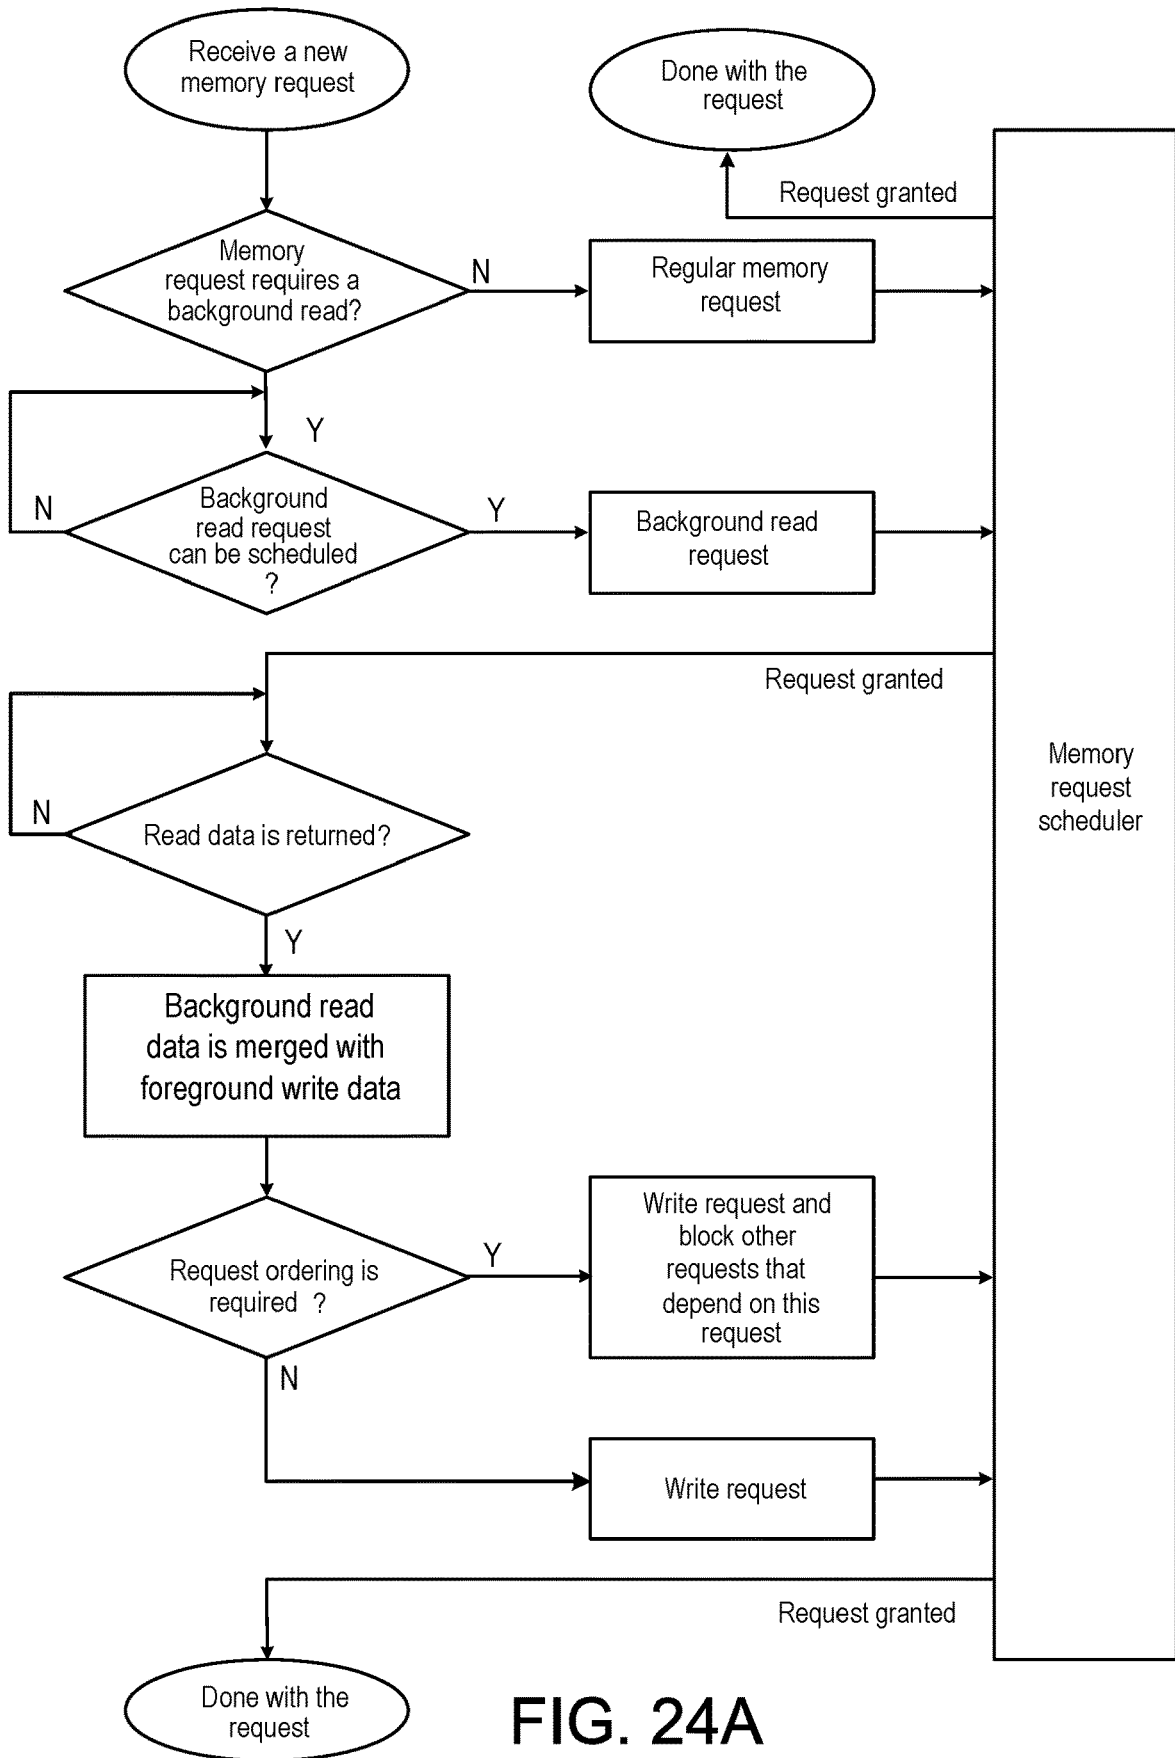 Receive a new
memory request
Done with the
request
Request granted
Memory
request requires a
background read?
N
Regular memory
request
Y
Background
read request
can be scheduled
?
N
Y
Background read
request
Request granted
Memory
request
scheduler
N
Read data is returned?
Y
Background read
data is merged with
foreground write data
Request ordering is
required ?
Y
Write request and
block other
requests that
depend on this
request
N
Write request
Request granted
Done with the
request
FIG. 24A